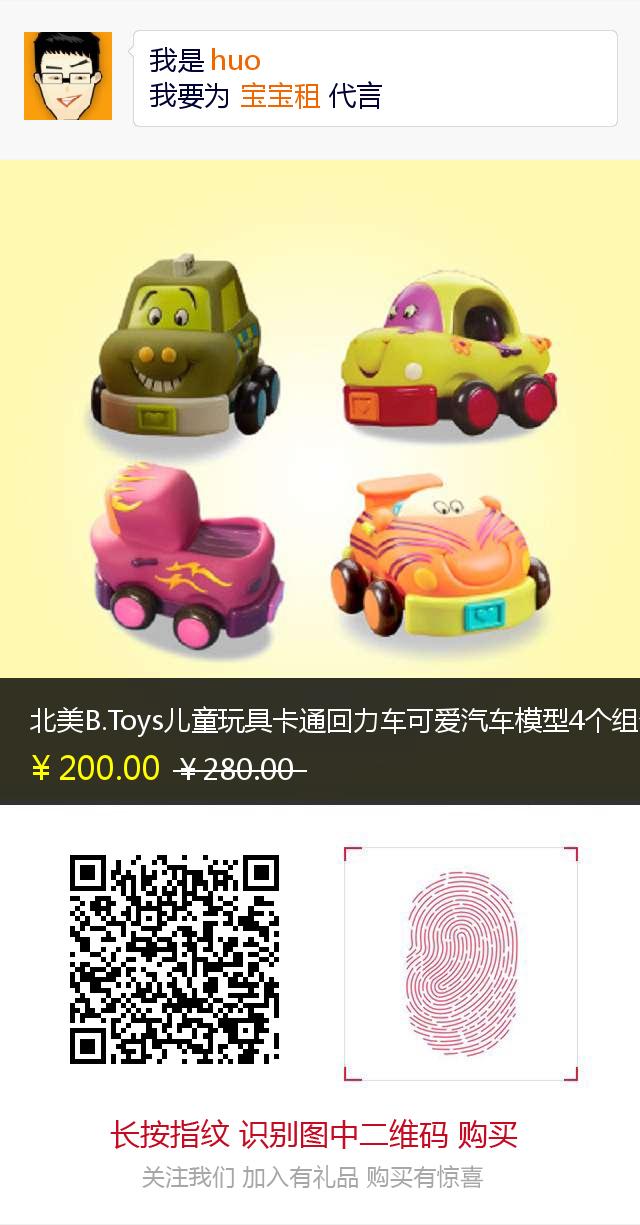 我是huo
我要为 宝宝租 代言
北美B.Toys儿童玩具卡通回力车可爱汽车模型4个组
¥ 200.00 ¥ 280.00
长按指纹 识别图中二维码 购买
关注我们 加入有礼品 购买有惊喜